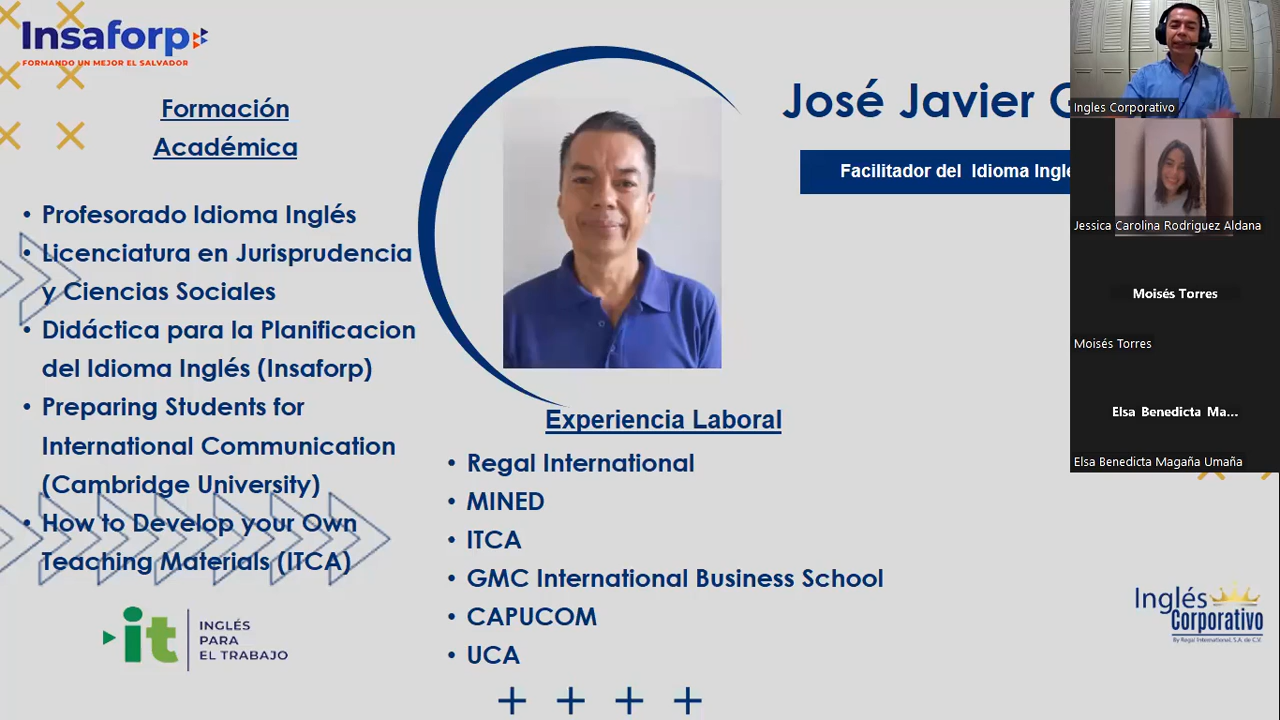 Insaforp
FORMANDO UN MEJOR EL SALVADOR
Formación
Académica
• Profesorado Idioma Inglés
• Licenciatura en Jurisprudencia
y Ciencias Sociales
• Didáctica para la Planificacion
del Idioma Inglés (Insaforp)
• Preparing Students for
International Communication
(Cambridge University)
• How to Develop your Own
Teaching Materials (ITCA)
it
INGLÉS
PARA
EL TRABAJO
José Javier
Facilitador del Idioma
Experiencia Laboral
• Regal International
• MINED
• ITCA
• GMC International Business School
• CAPUCOM
• UCA
Ingles Corporativo
Jessica Carolina Rodriguez Aldana
Moisés Torres
Moisés Torres
Elsa Benedicta Ma...
Elsa Benedicta Magaña Umaña
Inglés
Corporativo
By Regal International, S.A. de C.V.